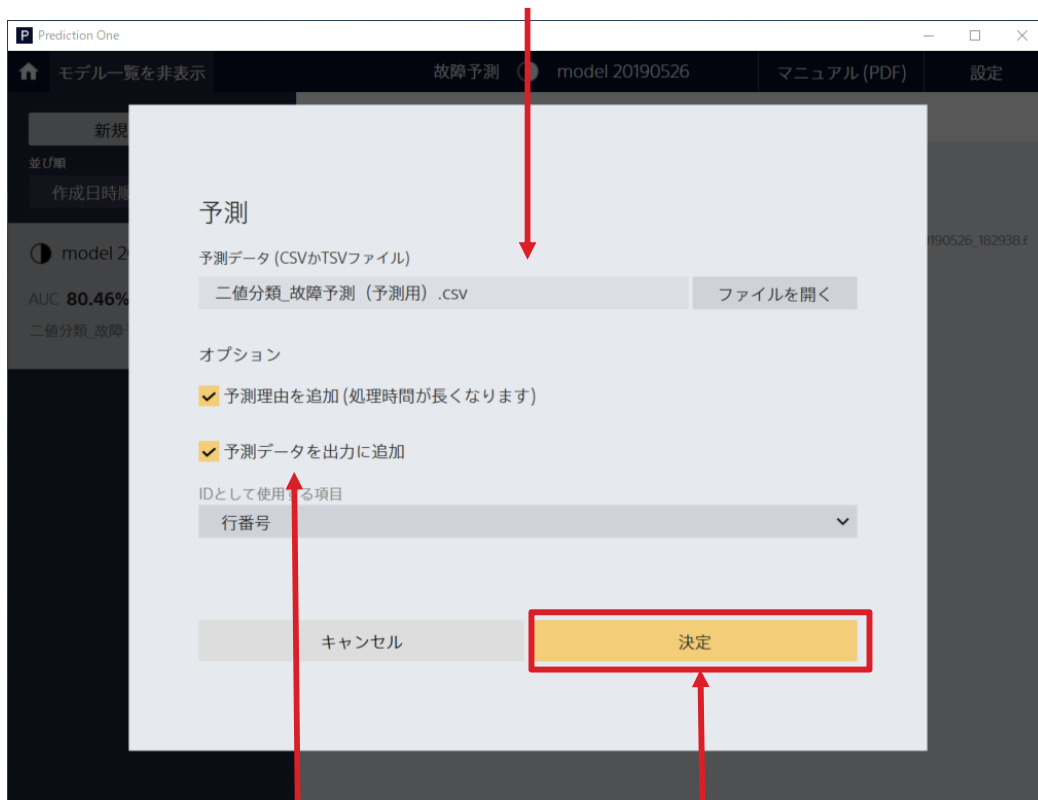 Prediction One
モデル一覧を非表示
故障予測 model 20190526
マニュアル (PDF)
設定
新規
並び順
作成日時順
model 2
AUC 80.46%
二値分類_故障
190526_182938.6
予測
予測データ (CSVかTSVファイル)
二値分類_故障予測（予測用）.csv
ファイルを開く
オプション
予測理由を追加 (処理時間が長くなります)
予測データを出力に追加
IDとして使用する項目
行番号
キャンセル
決定